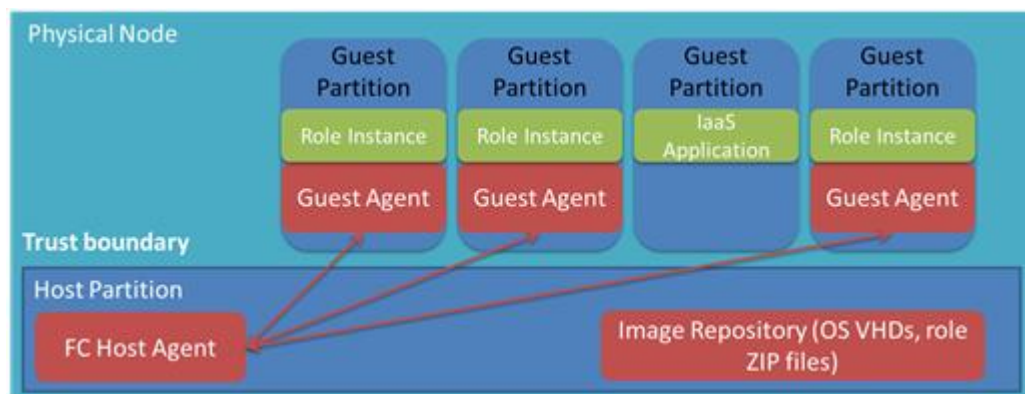 Physical Node
Guest
Partition
Guest
Partition
Guest
Partition
Guest
Partition
Role Instance
Role Instance
IaaS
Application
Role Instance
Guest Agent
Guest Agent
Guest Agent
Trust boundary
Host Partition
FC Host Agent
Image Repository (OS VHDs, role
ZIP files)